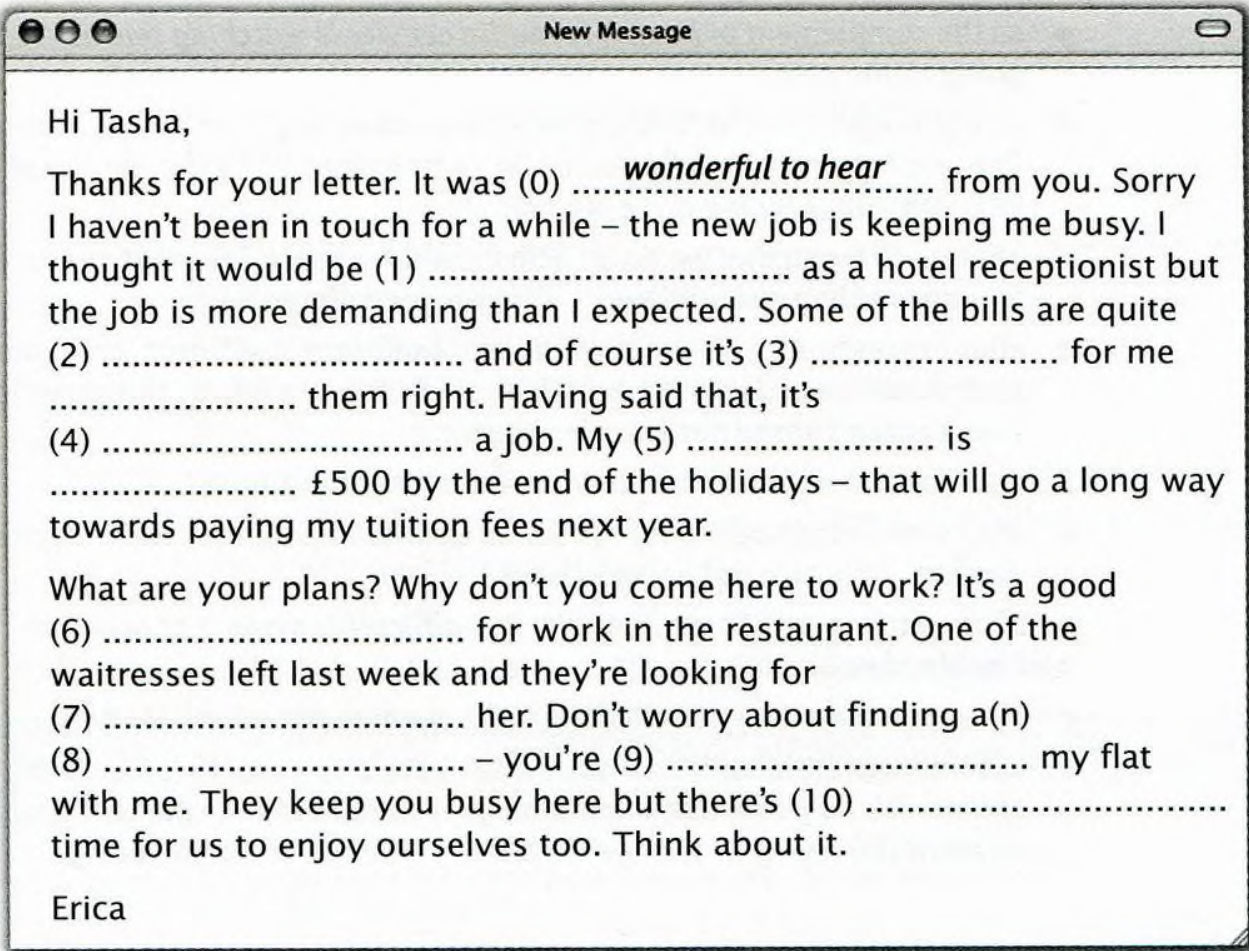 New Message
Hi Tasha,
Thanks for your letter. It was (0) .....wonderful to hear..... from you. Sorry
I haven't been in touch for a while – the new job is keeping me busy. I
thought it would be (1) ........................................ as a hotel receptionist but
the job is more demanding than I expected. Some of the bills are quite
(2) ........................................ and of course it's (3) ........................... for me
........................... them right. Having said that, it's
(4) ........................................ a job. My (5) ........................... is
........................... £500 by the end of the holidays – that will go a long way
towards paying my tuition fees next year.
What are your plans? Why don't you come here to work? It's a good
(6) ........................................ for work in the restaurant. One of the
waitresses left last week and they're looking for
(7) ........................................ her. Don't worry about finding a(n)
(8) ........................................ – you're (9) ........................................ my flat
with me. They keep you busy here but there's (10) ........................................
time for us to enjoy ourselves too. Think about it.
Erica